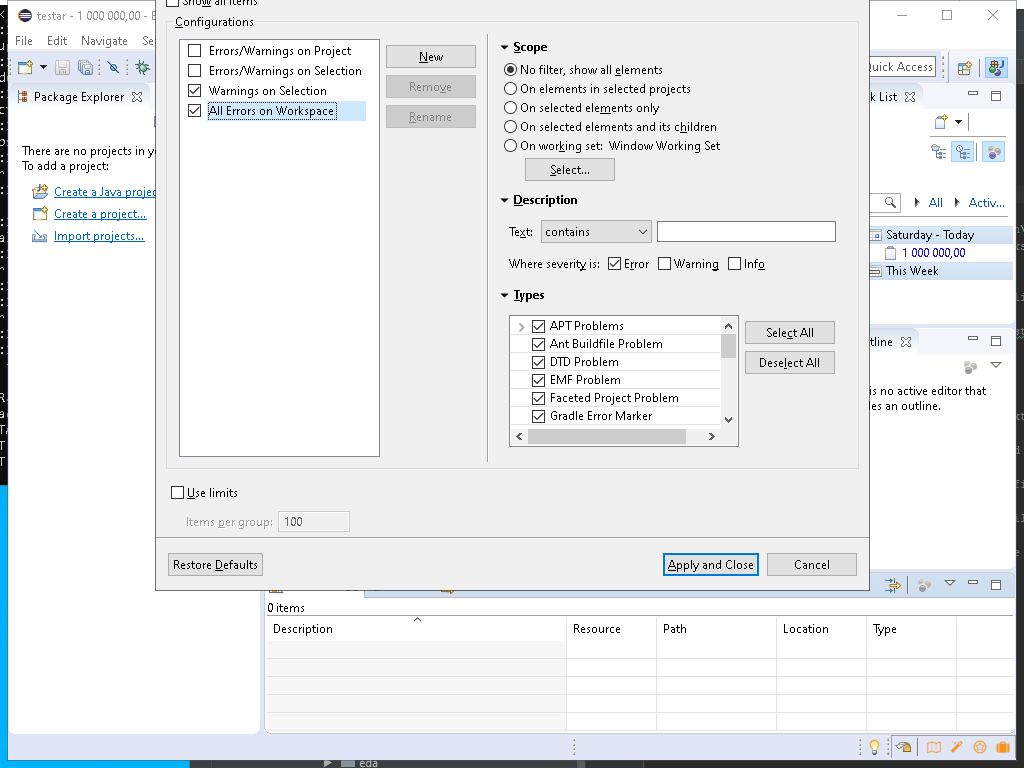 testar - 1 000 000,00 - E
Show all items
Configurations
File Edit Navigate Se
Quick Access
Package Explorer
k List
There are no projects in y
To add a project:
Create a Java projec
Create a project...
Import projects...
Errors/Warnings on Project
Errors/Warnings on Selection
Warnings on Selection
All Errors on Workspace
New
Remove
Rename
Scope
No filter, show all elements
On elements in selected projects
On selected elements only
On selected elements and its children
On working set: Window Working Set
Select...
Description
Text: contains
Where severity is: Error Warning Info
Types
APT Problems
Ant Buildfile Problem
DTD Problem
EMF Problem
Faceted Project Problem
Gradle Error Marker
Select All
Deselect All
All Activ...
Saturday - Today
1 000 000,00
This Week
tline
is no active editor that
es an outline.
Use limits
Items per group: 100
Restore Defaults
Apply and Close
Cancel
0 items
Description Resource Path Location Type
eda